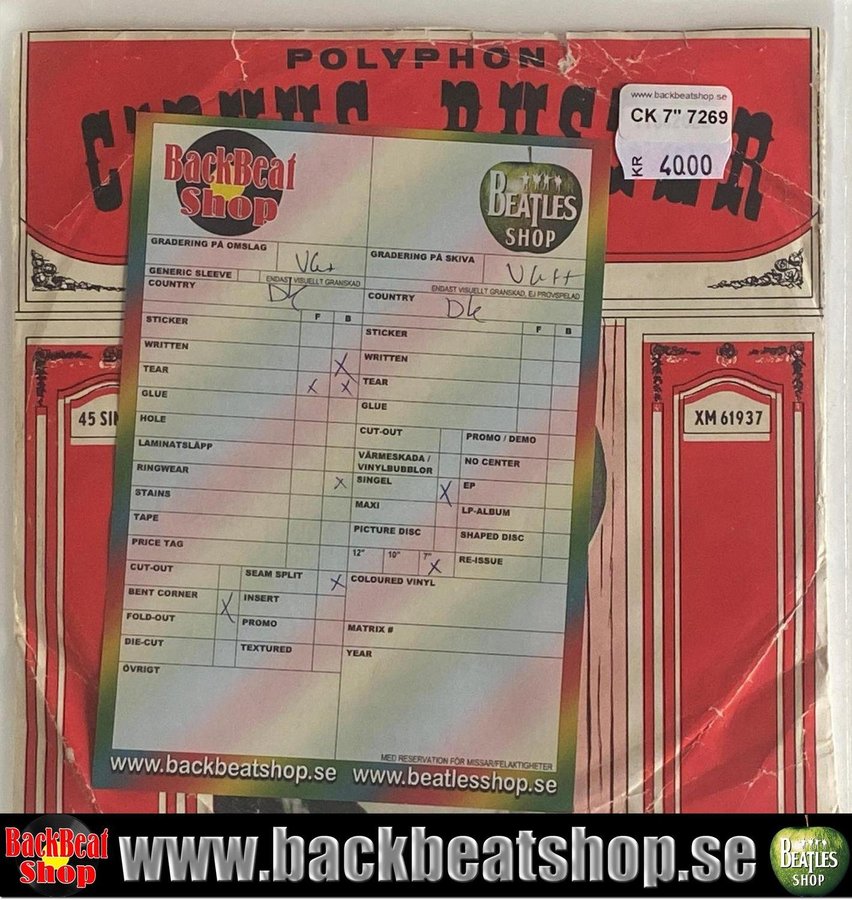 POLYPHON
www.backbeatshop.se
CK 7" 7269
KR 4000
BackBeat
Shop
BEATLES
SHOP
GRADERING PÅ OMSLAG
VG+
GRADERING PÅ SKIVA
VG++
GENERIC SLEEVE
ENDAST VISUELLT GRANSKAD
ENDAST VISUELLT GRANSKAD, EJ PROVSPELAD
COUNTRY
DK
COUNTRY
DK
F B
F B
STICKER
WRITTEN
X
TEAR
X X
GLUE
HOLE
LAMINATSLÄPP
RINGWEAR
X
STAINS
TAPE
PRICE TAG
CUT-OUT
SEAM SPLIT
X
BENT CORNER
X
INSERT
FOLD-OUT
PROMO
DIE-CUT
TEXTURED
ÖVRIGT
STICKER
WRITTEN
TEAR
GLUE
CUT-OUT
PROMO / DEMO
VÄRMESKADA /
VINYLBUBBLOR
NO CENTER
SINGEL
X
EP
MAXI
LP-ALBUM
PICTURE DISC
SHAPED DISC
12" 10" 7"
X
RE-ISSUE
COLOURED VINYL
MATRIX #
YEAR
MED RESERVATION FÖR MISSAR/FELAKTIGHETER
www.backbeatshop.se www.beatlesshop.se
45 SIN
XM 61937
BackBeat
Shop
www.backbeatshop.se
BEATLES
SHOP